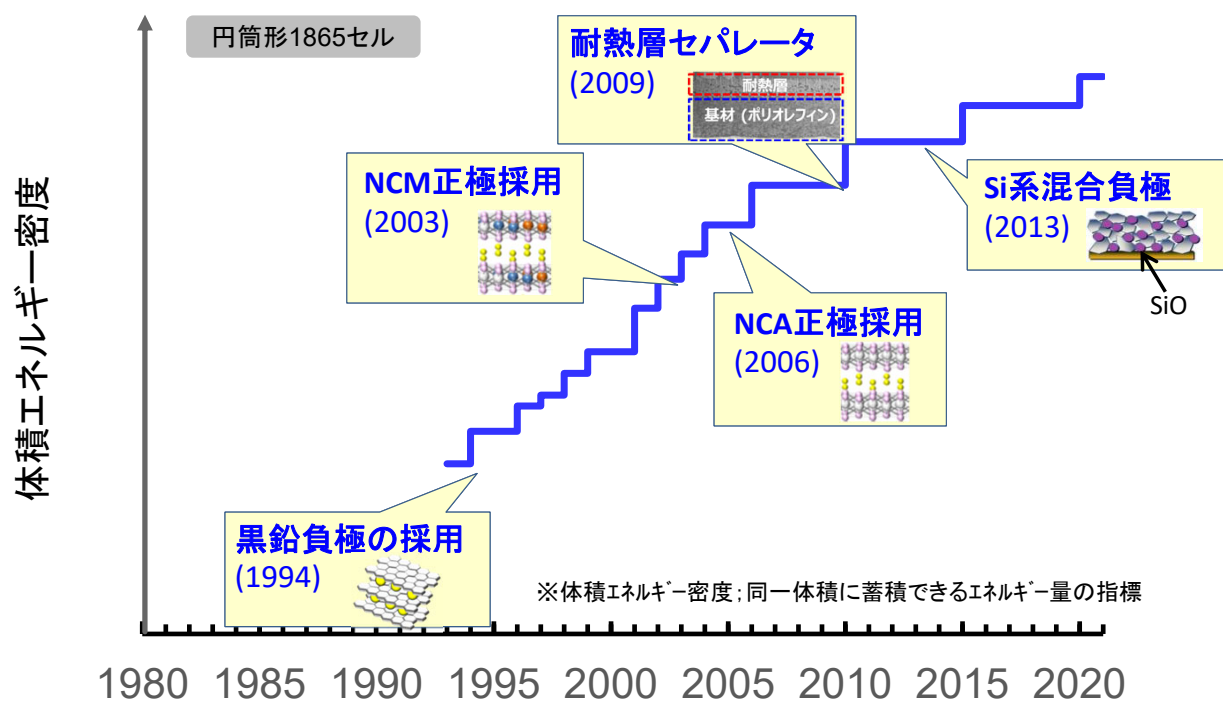 円筒形1865セル
耐熱層セパレータ
(2009)
耐熱層
基材 (ポリオレフィン)
NCM正極採用
(2003)
Si系混合負極
(2013)
SiO
NCA正極採用
(2006)
体積エネルギー密度
黒鉛負極の採用
(1994)
※体積ｴﾈﾙｷﾞｰ密度；同一体積に蓄積できるｴﾈﾙｷﾞｰ量の指標
1980 1985 1990 1995 2000 2005 2010 2015 2020